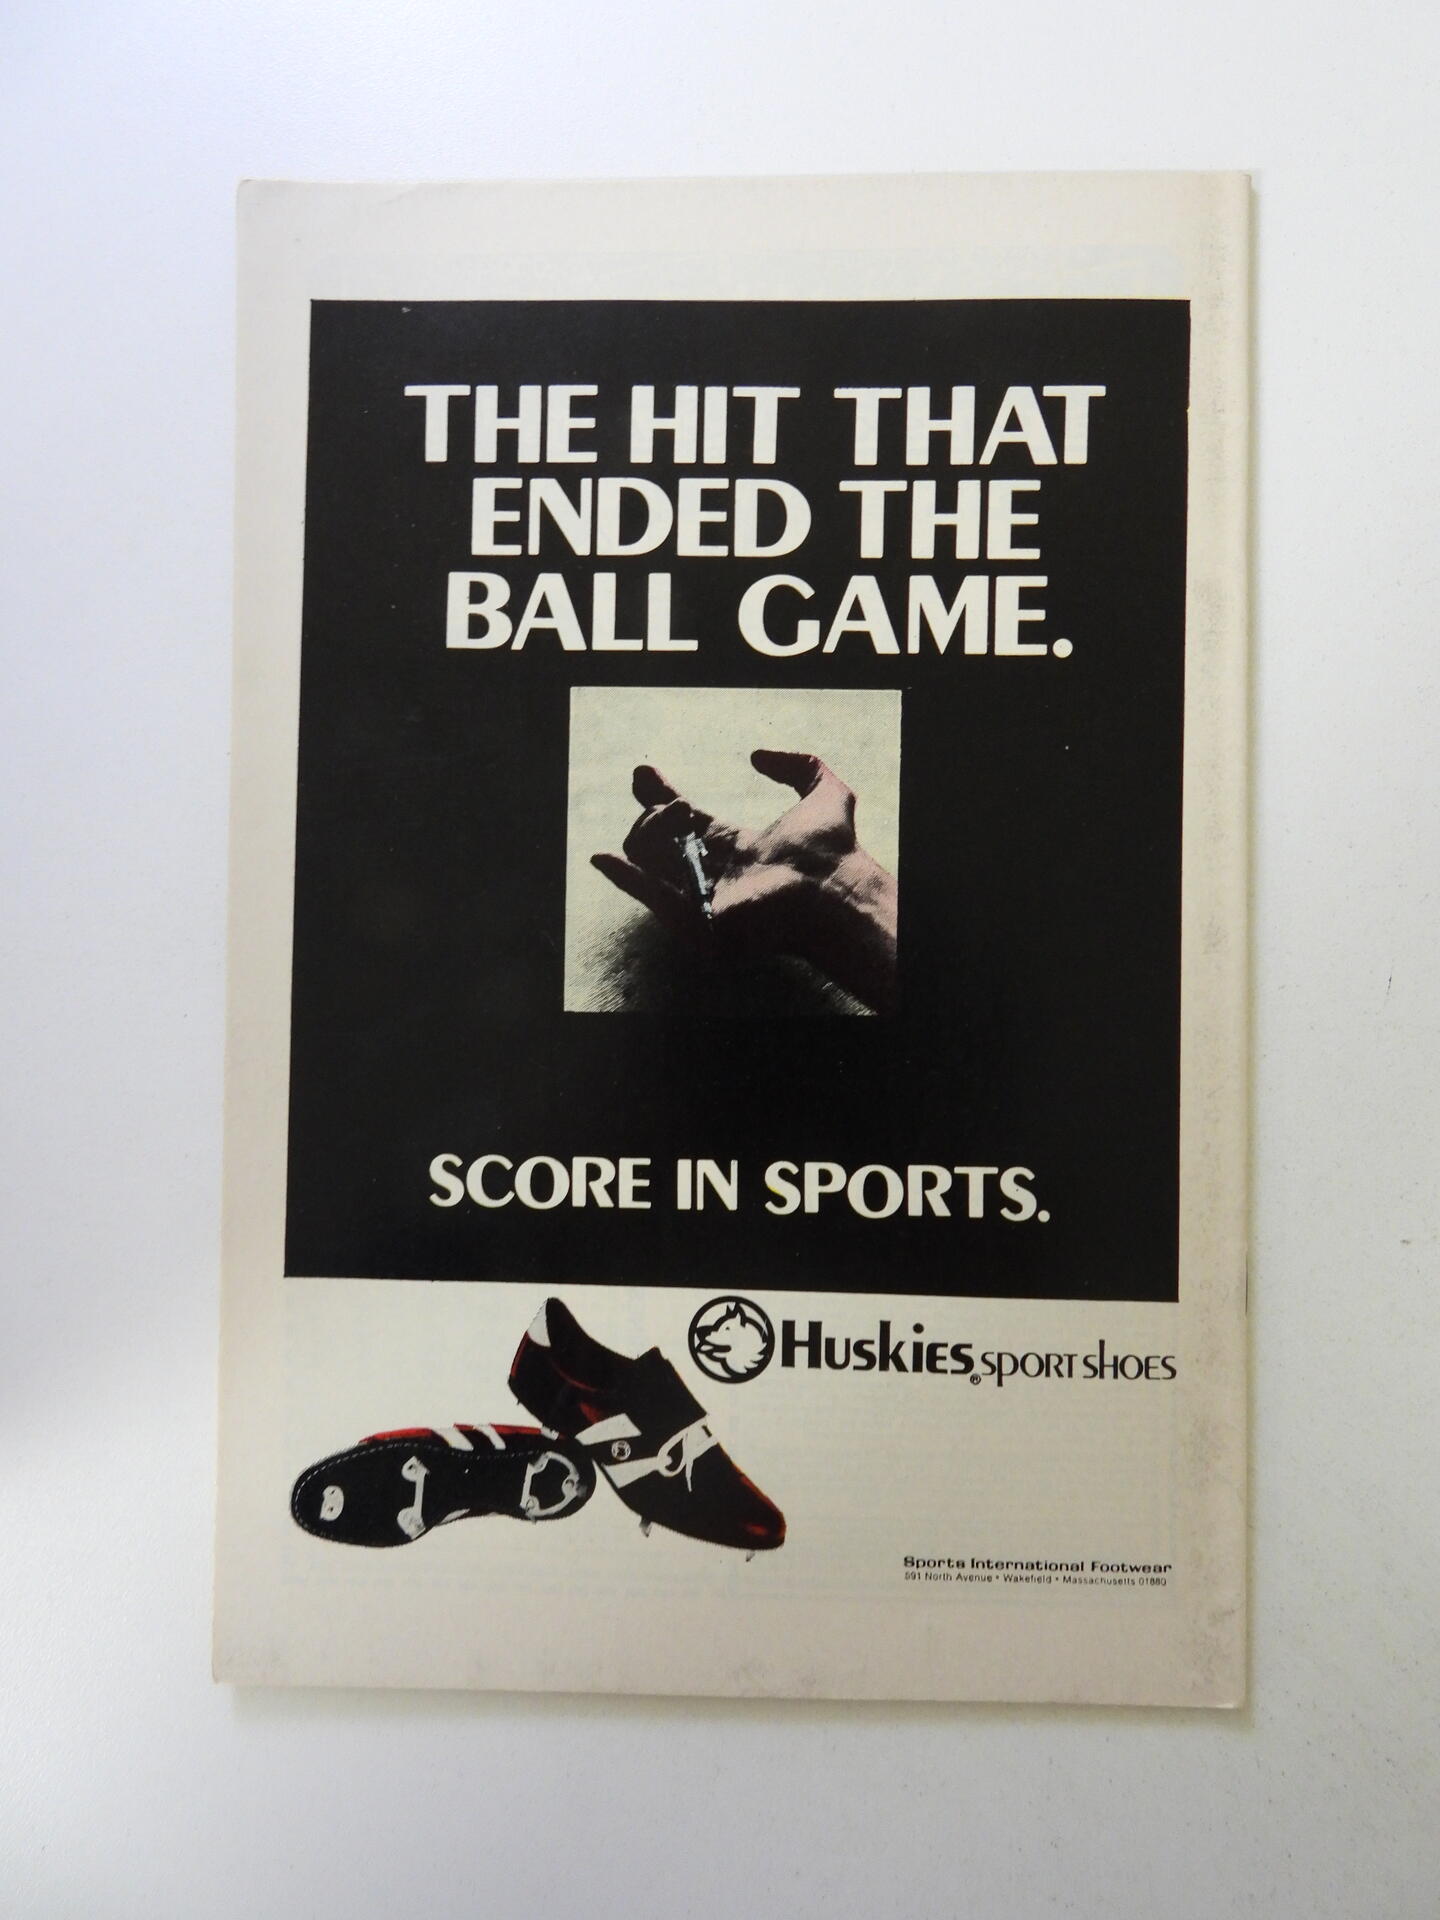 THE HIT THAT
ENDED THE
BALL GAME.
SCORE IN SPORTS.
HUSKIES® SPORT SHOES
Sports International Footwear
591 North Avenue • Wakefield • Massachusetts 01880